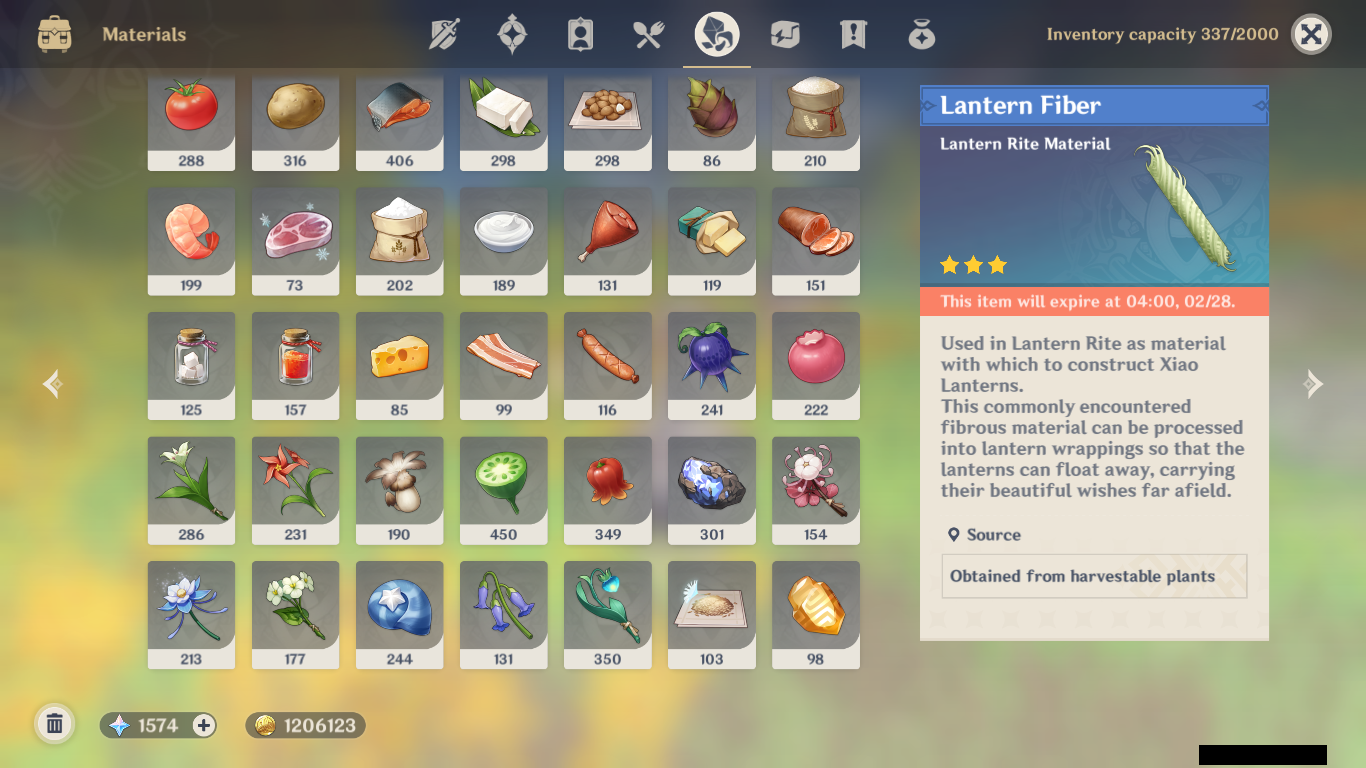 Materials
Inventory capacity 337/2000
288 316 406 298 298 86 210
199 73 202 189 131 119 151
125 157 85 99 116 241 222
286 231 190 450 349 301 154
213 177 244 131 350 103 98
1574
1206123
Lantern Fiber
Lantern Rite Material
This item will expire at 04:00, 02/28.
Used in Lantern Rite as material
with which to construct Xiao
Lanterns.
This commonly encountered
fibrous material can be processed
into lantern wrappings so that the
lanterns can float away, carrying
their beautiful wishes far afield.
Source
Obtained from harvestable plants